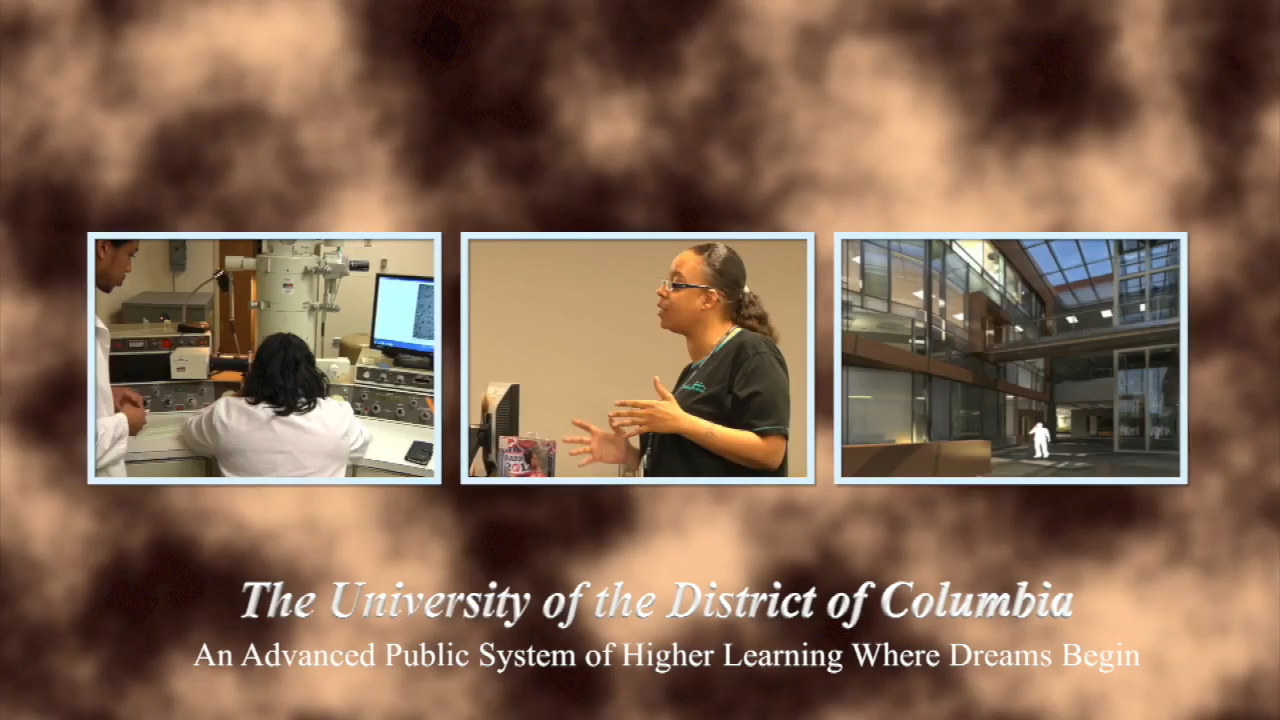 The University of the District of Columbia
An Advanced Public System of Higher Learning Where Dreams Begin